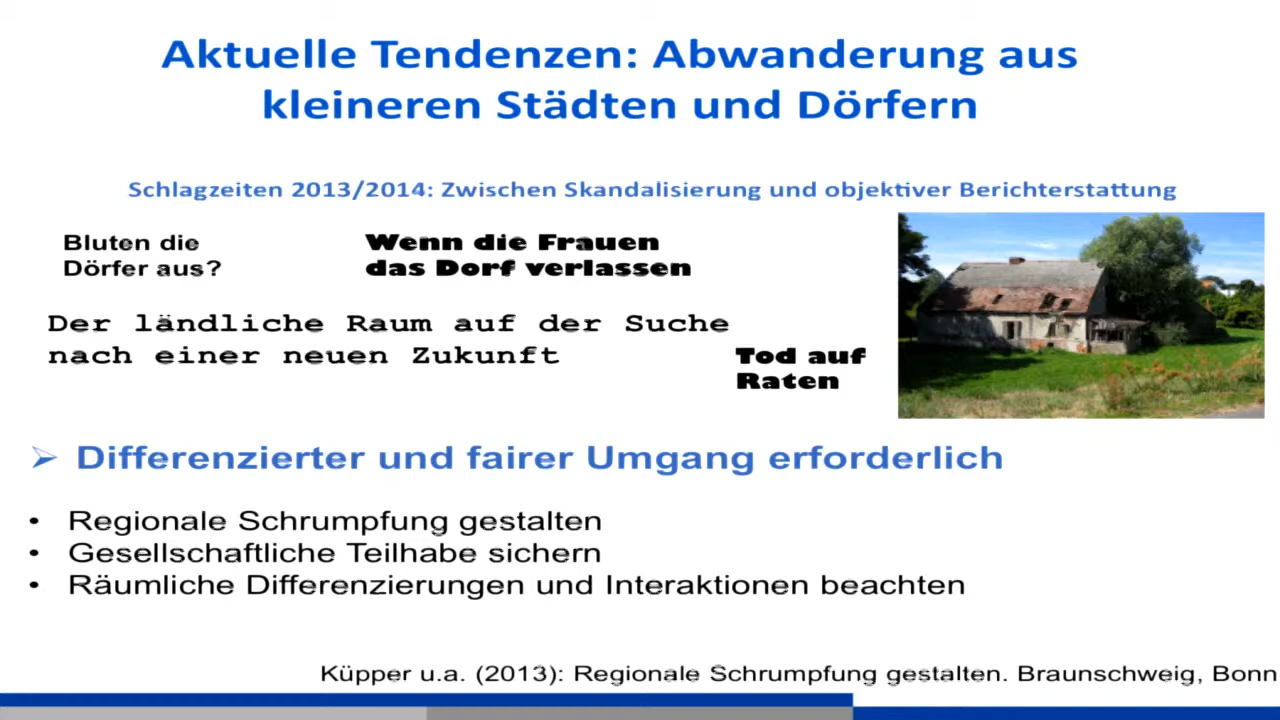 Aktuelle Tendenzen: Abwanderung aus
kleineren Städten und Dörfern
Schlagzeiten 2013/2014: Zwischen Skandalisierung und objektiver Berichterstattung
Bluten die
Dörfer aus?
Wenn die Frauen
das Dorf verlassen
Der ländliche Raum auf der Suche
nach einer neuen Zukunft
Tod auf
Raten
➢ Differenzierter und fairer Umgang erforderlich
• Regionale Schrumpfung gestalten
• Gesellschaftliche Teilhabe sichern
• Räumliche Differenzierungen und Interaktionen beachten
Küpper u.a. (2013): Regionale Schrumpfung gestalten. Braunschweig, Bonn